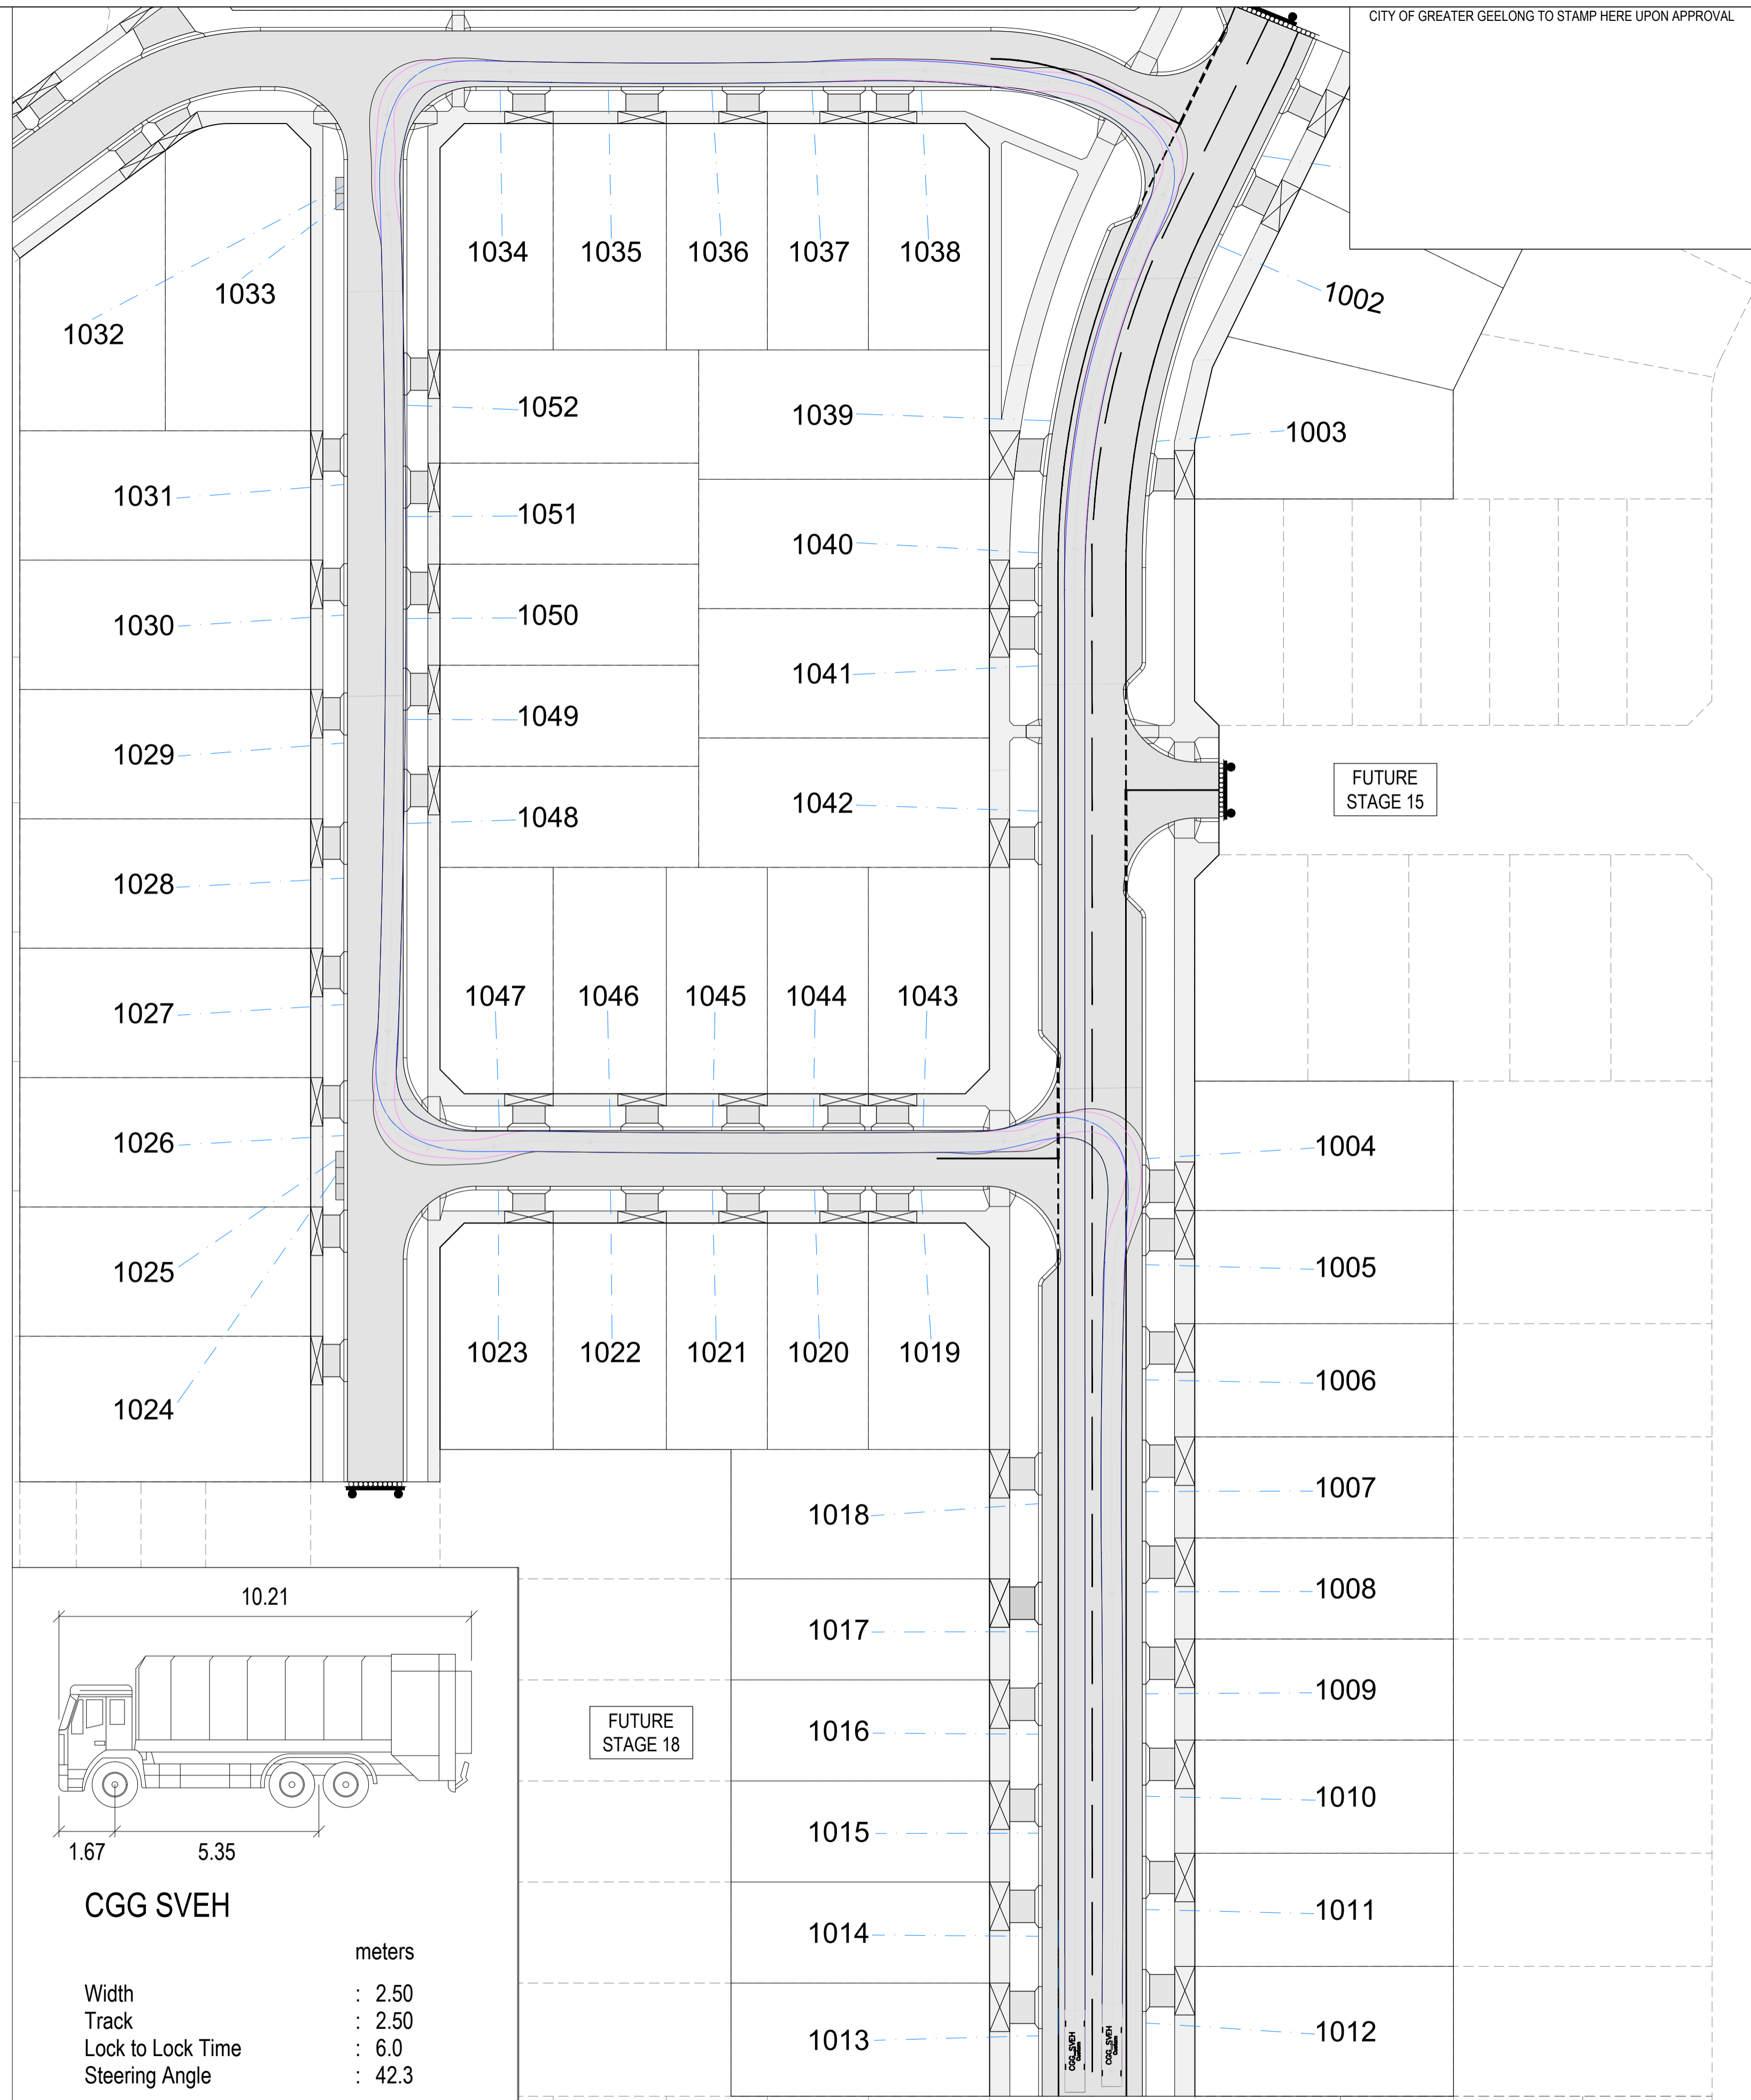 CITY OF GREATER GEELONG TO STAMP HERE UPON APPROVAL
1034 1035 1036 1037 1038
1033
1032
1002
1052
1039
1003
1031
1051
1040
1050
1030
1041
1049
1029
FUTURE
STAGE 15
1042
1048
1028
1047 1046 1045 1044 1043
1027
1026
1004
1025
1005
1023 1022 1021 1020 1019
1006
1024
1007
1018
1008
1017
1009
FUTURE
STAGE 18
1016
1010
1015
1011
1014
1012
1013
CGG_SVEH
Custom
CGG_SVEH
Custom
10.21
1.67 5.35
CGG SVEH
meters
Width : 2.50
Track : 2.50
Lock to Lock Time : 6.0
Steering Angle : 42.3